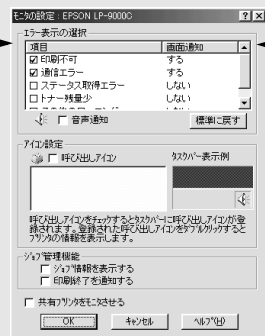 モニタの設定 : EPSON LP-9000C
エラー表示の選択
項目 画面通知
印刷不可 する
通信エラー する
ステータス取得エラー しない
トナー残量少 しない
音声通知 標準に戻す
アイコン設定
呼び出しアイコン タスクバー表示例
呼び出しアイコンをチェックするとタスクバーに呼び出しアイコンが登
録されます。登録された呼び出しアイコンをダブルクリックすると
プリンタの情報を表示します。
ジョブ管理機能
ジョブ情報を表示する
印刷終了を通知する
共有プリンタをモニタさせる
OK キャンセル ヘルプ(H)